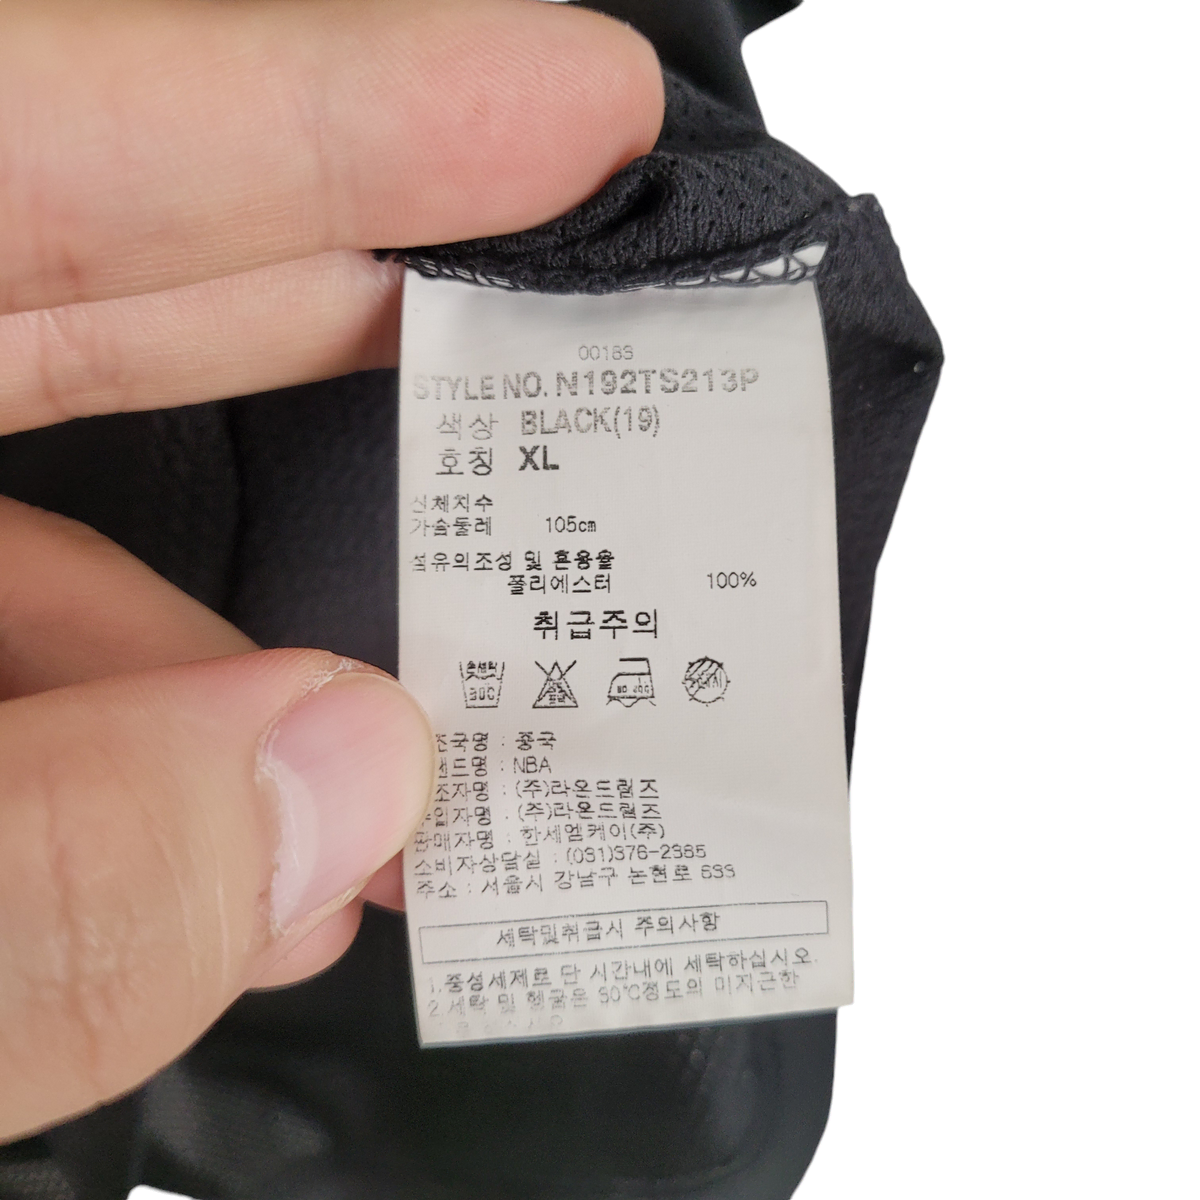 00183
STYLE NO. N192TS213P
색상 BLACK(19)
호칭 XL
신체치수
가슴둘레 105cm
섬유의조성 및 혼용율
폴리에스터 100%
취급주의
손세탁
30C
조국명 : 중국
랜드명 : NBA
조자명 : (주)라온드림즈
수입자명 : (주)라온드림즈
판매자명 : 한세엠케이(주)
소비자상담실 : (031)376-2385
주소 : 서울시 강남구 논현로 633
세탁및취급시 주의사항
1.중성세제로 단 시간내에 세탁하십시오.
2.세탁 및 헹굼은 30℃정도의 미지근한